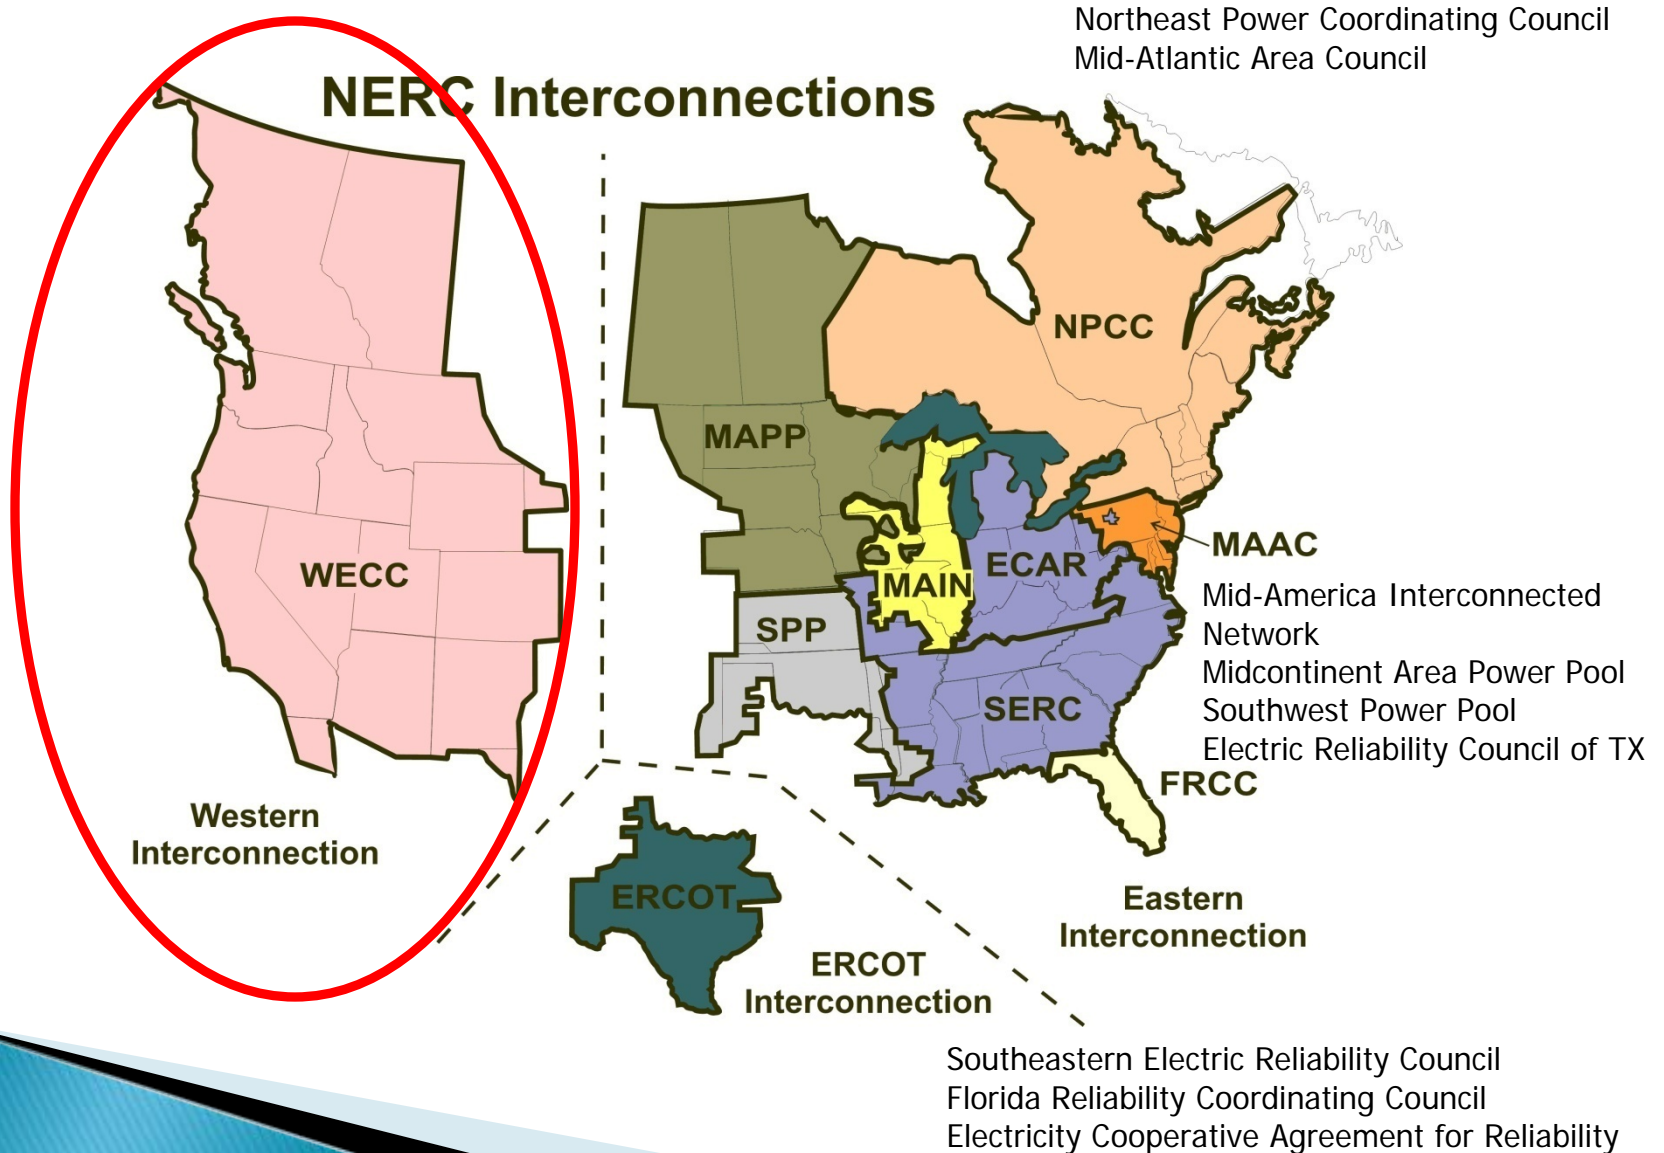 Northeast Power Coordinating Council
Mid-Atlantic Area Council
NERC Interconnections
NPCC
MAPP
MAAC
ECAR
WECC
MAIN
Mid-America Interconnected
Network
SPP
Midcontinent Area Power Pool
SERC
Southwest Power Pool
Electric Reliability Council of TX
FRCC
Western
Interconnection
ERCOT
Eastern
Interconnection
ERCOT
Interconnection
Southeastern Electric Reliability Council
Florida Reliability Coordinating Council
Electricity Cooperative Agreement for Reliability